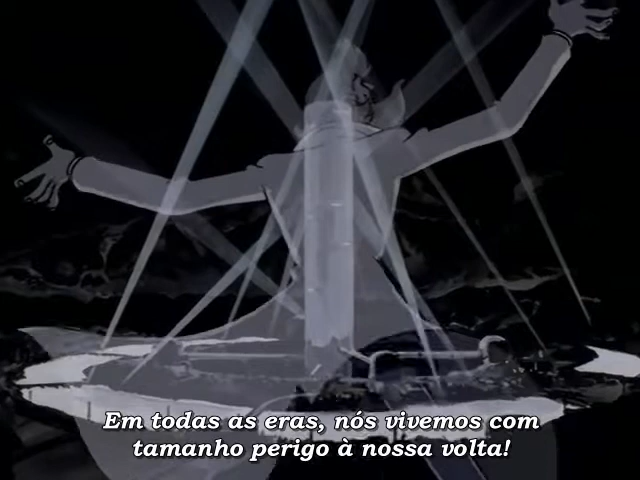 Em todas as eras, nós vivemos com
tamanho perigo à nossa volta!